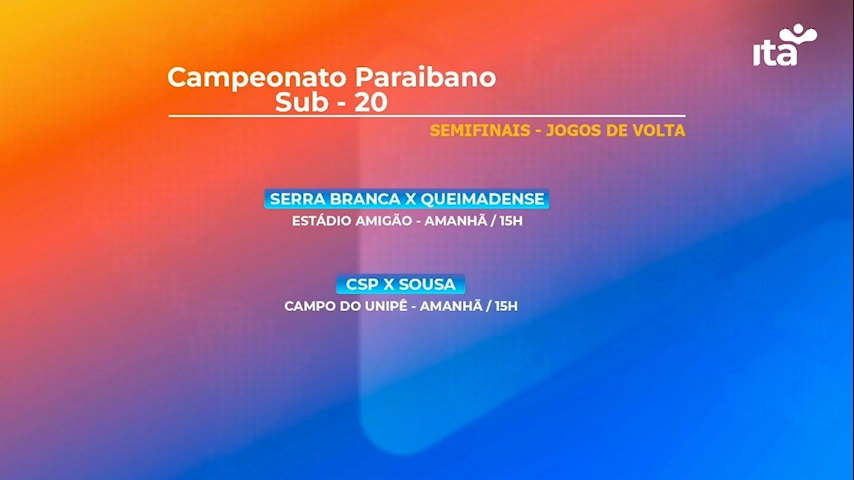 ita
Campeonato Paraibano
Sub - 20
SEMIFINAIS - JOGOS DE VOLTA
SERRA BRANCA X QUEIMADENSE
ESTÁDIO AMIGÃO - AMANHÃ / 15H
CSP X SOUSA
CAMPO DO UNIPÊ - AMANHÃ / 15H